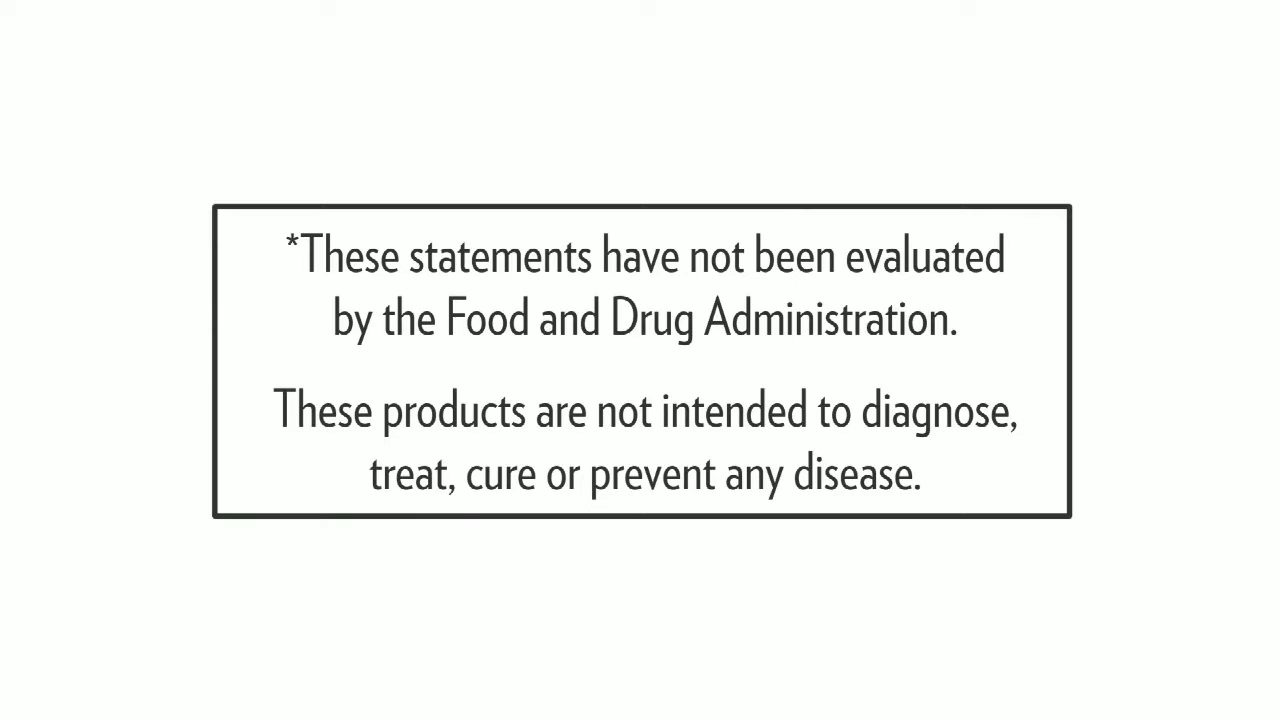 *These statements have not been evaluated
by the Food and Drug Administration.
These products are not intended to diagnose,
treat, cure or prevent any disease.